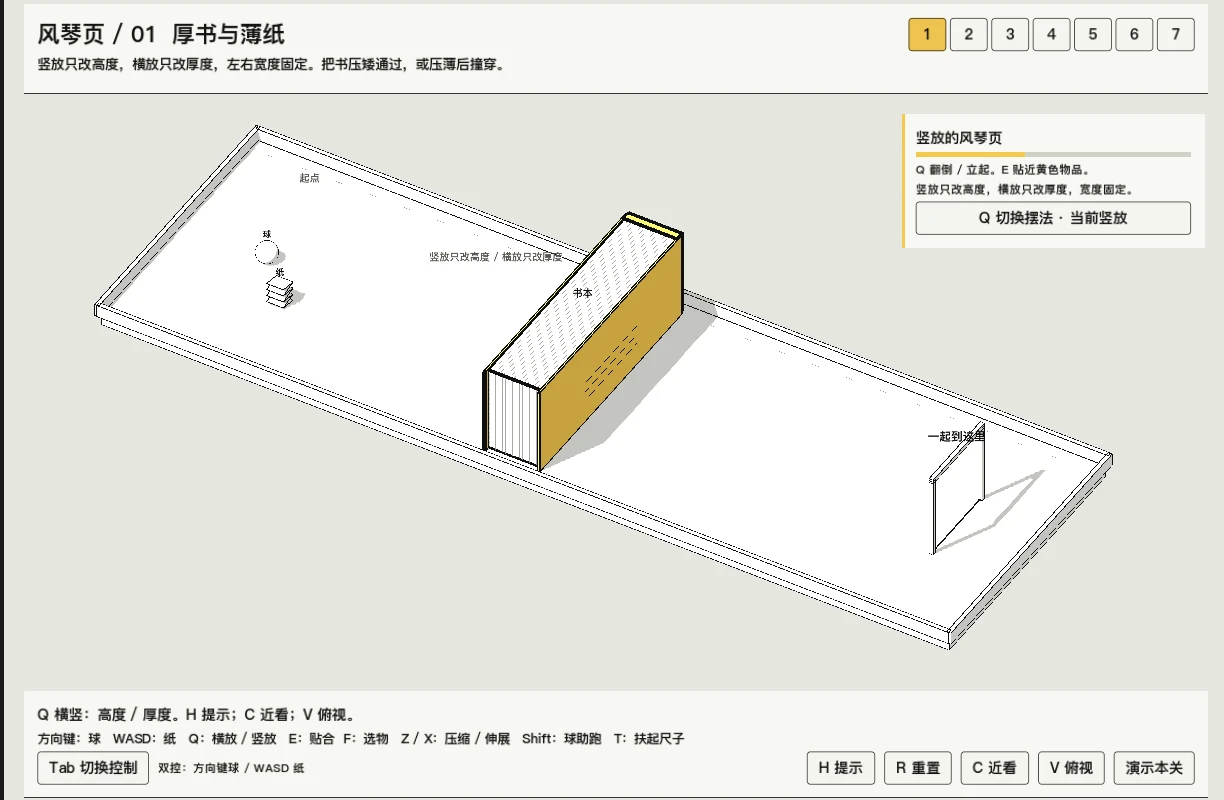 风琴页 / 01 厚书与薄纸
1 2 3 4 5 6 7
竖放只改高度，横放只改厚度，左右宽度固定。把书压矮通过，或压薄后撞穿。
竖放的风琴页
Q 翻倒 / 立起。E 贴近黄色物品。
竖放只改高度，横放只改厚度，宽度固定。
Q 切换摆法 · 当前竖放
起点
球
纸
竖放只改高度 / 横放只改厚度
书本
一起到这里
Q 横竖：高度 / 厚度。H 提示；C 近看；V 俯视。
方向键：球 WASD：纸 Q：横放 / 竖放 E：贴合 F：选物 Z / X：压缩 / 伸展 Shift：球助跑 T：扶起尺子
Tab 切换控制 双控：方向键球 / WASD 纸 H 提示 R 重置 C 近看 V 俯视 演示本关